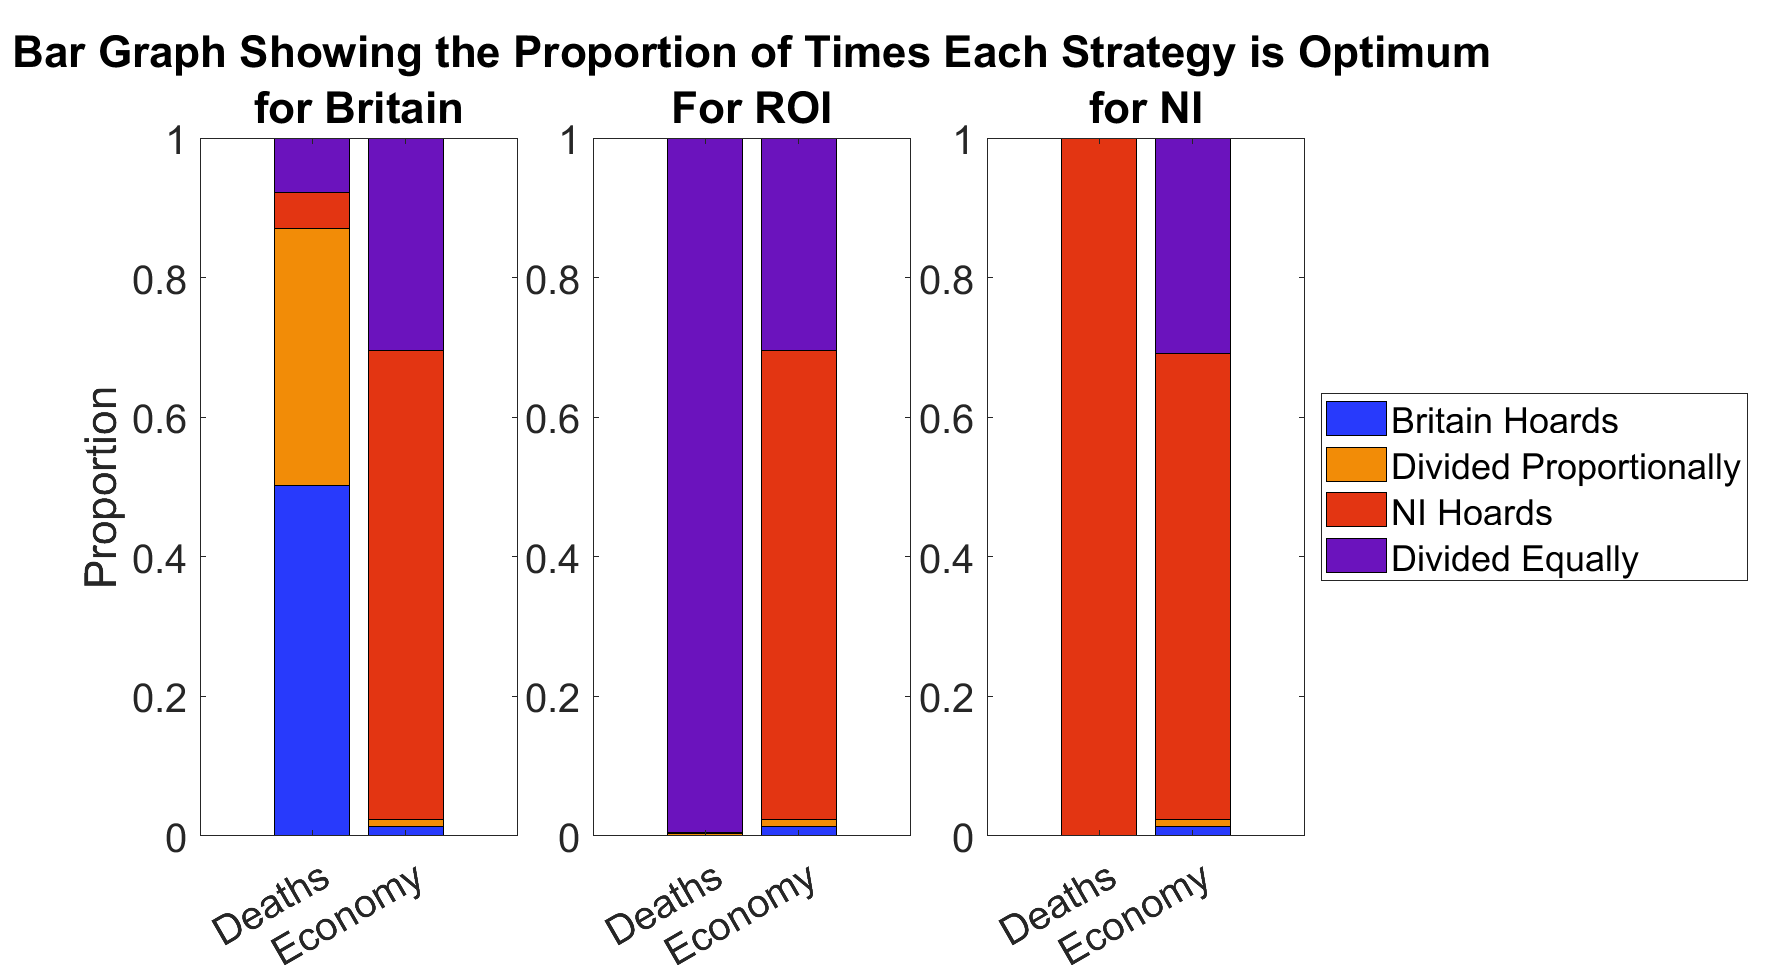 Bar Graph Showing the Proportion of Times Each Strategy is Optimum
for Britain
For ROI
for NI
Proportion
1
0.8
0.6
0.4
0.2
0
Deaths
Economy
1
0.8
0.6
0.4
0.2
0
Deaths
Economy
1
0.8
0.6
0.4
0.2
0
Deaths
Economy
Britain Hoards
Divided Proportionally
NI Hoards
Divided Equally